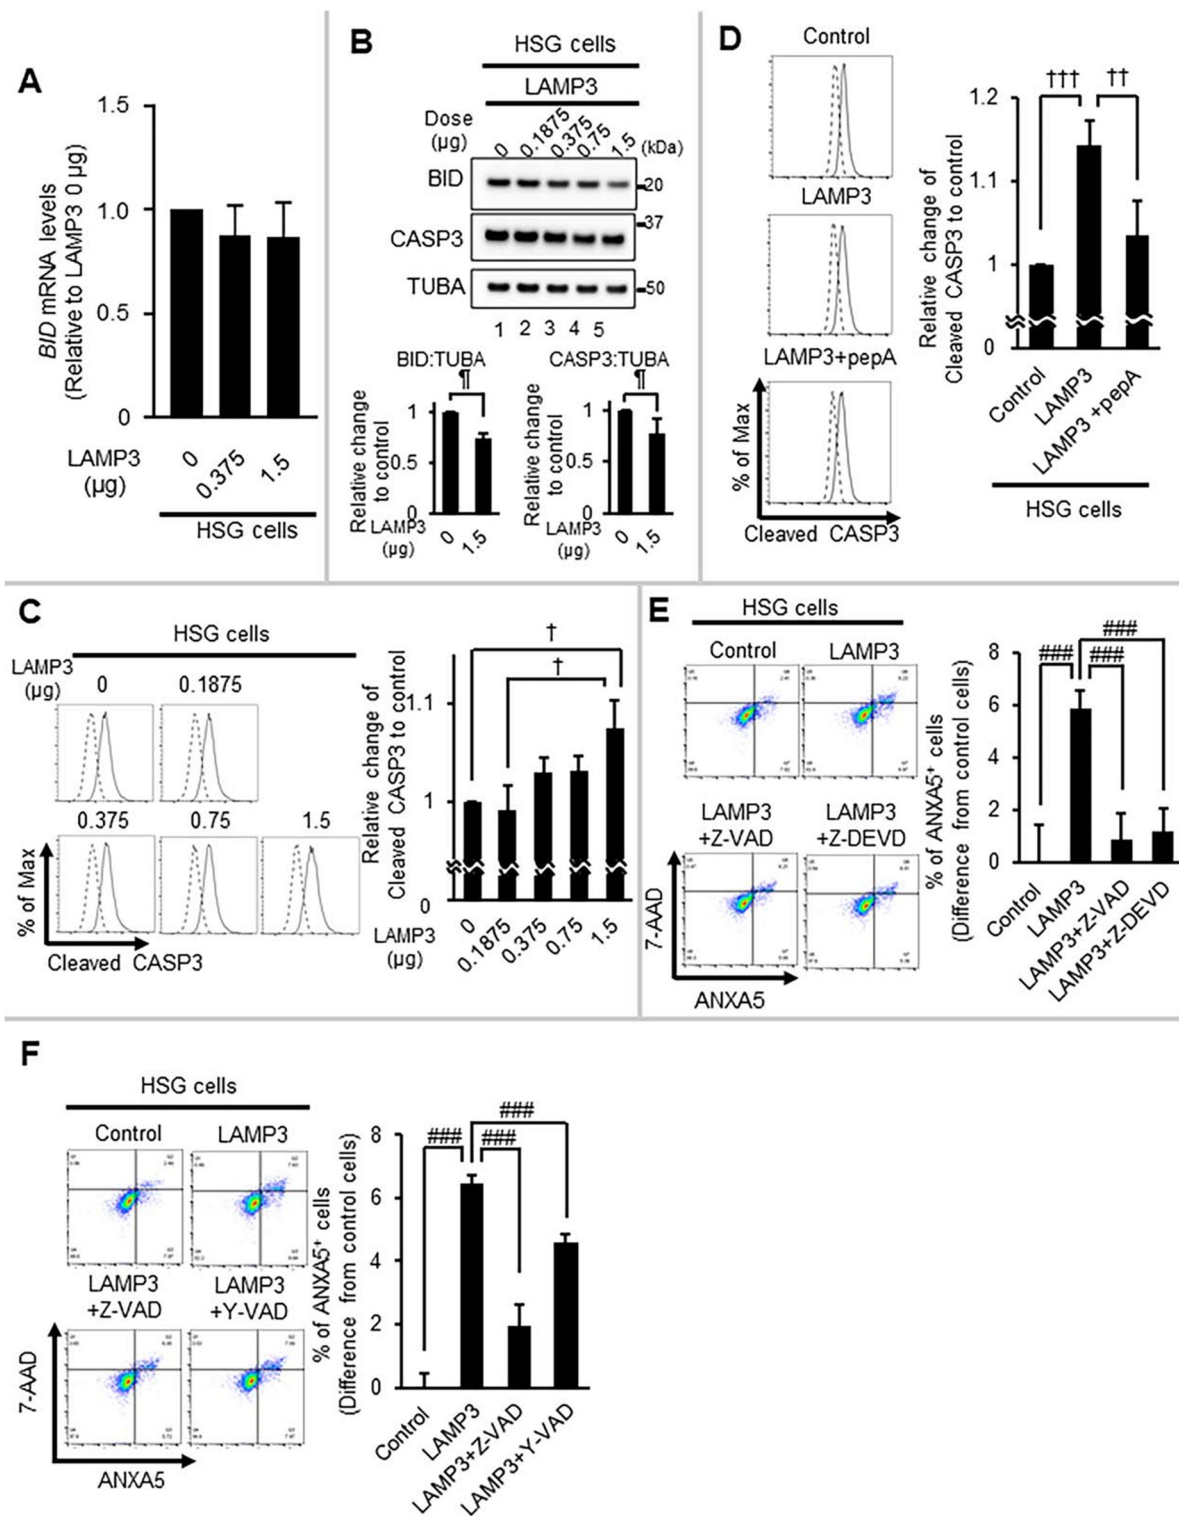 A
BID mRNA levels
(Relative to LAMP3 0 µg)
1.5
1.0
0.5
0
LAMP3
(µg)
0
0.375
1.5
HSG cells
B
HSG cells
LAMP3
Dose
(µg)
0
0.1875
0.375
0.75
1.5
(kDa)
BID
20
CASP3
37
TUBA
50
1 2 3 4 5
BID:TUBA
¶
Relative change
to control
1
0.5
0
LAMP3
(µg)
0
1.5
CASP3:TUBA
¶
Relative change
to control
1
0.5
0
LAMP3
(µg)
0
1.5
D
Control
LAMP3
LAMP3+pepA
% of Max
Cleaved CASP3
Relative change of
Cleaved CASP3 to control
1.2
1.1
1
0
††† ††
Control
LAMP3
LAMP3 +pepA
HSG cells
C
HSG cells
LAMP3
(µg)
0 0.1875
0.375 0.75 1.5
% of Max
Cleaved CASP3
Relative change of
Cleaved CASP3 to control
1.1
1
0
†
†
LAMP3
(µg)
0
0.1875
0.375
0.75
1.5
E
HSG cells
Control LAMP3
LAMP3
+Z-VAD
LAMP3
+Z-DEVD
7-AAD
ANXA5
% of ANXA5+ cells
(Difference from control cells)
8
6
4
2
0
###
### ###
Control
LAMP3
LAMP3+Z-VAD
LAMP3+Z-DEVD
F
HSG cells
Control LAMP3
LAMP3
+Z-VAD
LAMP3
+Y-VAD
7-AAD
ANXA5
% of ANXA5+ cells
(Difference from control cells)
8
6
4
2
0
###
### ###
Control
LAMP3
LAMP3+Z-VAD
LAMP3+Y-VAD